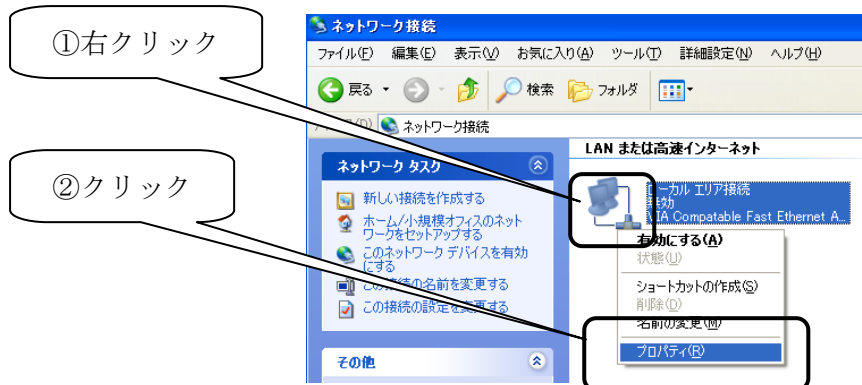 ①右クリック
②クリック
ネットワーク接続
ファイル(F) 編集(E) 表示(V) お気に入り(A) ツール(T) 詳細設定(N) ヘルプ(H)
戻る 検索 フォルダ
(D) ネットワーク接続
ネットワーク タスク
新しい接続を作成する
ホーム/小規模オフィスのネット
ワークをセットアップする
このネットワーク デバイスを有効
にする
この接続の名前を変更する
この接続の設定を変更する
その他
LAN または高速インターネット
ローカル エリア接続
無効
VIA Compatable Fast Ethernet A...
有効にする(A)
状態(U)
ショートカットの作成(S)
削除(D)
名前の変更(M)
プロパティ(R)